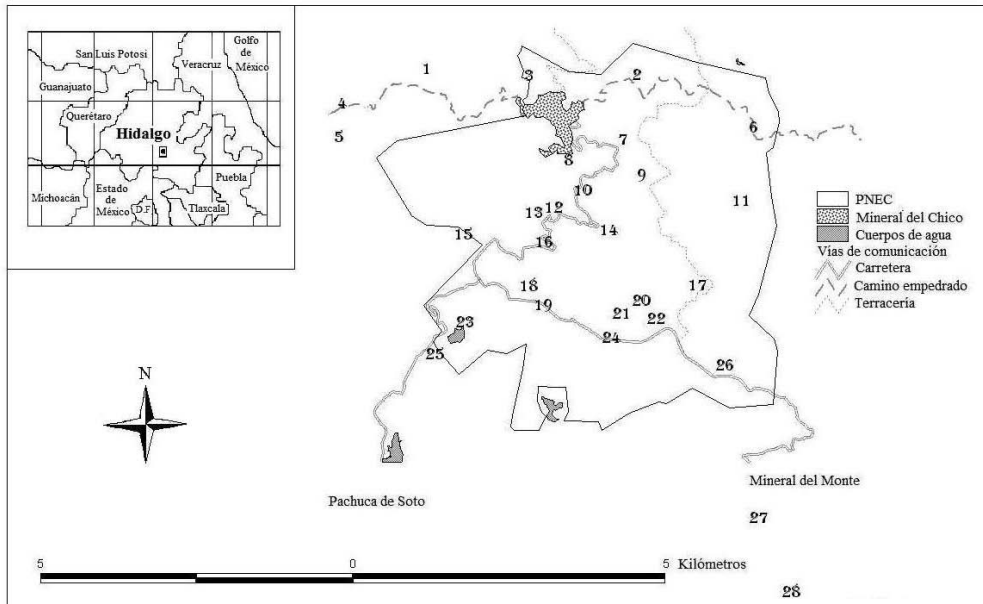 Golfo
de
México
San Luis Potosi
Veracruz
Guanajuato
Querétaro
Hidalgo
Puebla
Michoacán
Estado
de
México
D.F
Tlaxcala
1
2
3
4
5
6
7
8
9
10
11
12
13
14
15
16
17
18
19
20
21
22
23
24
25
26
PNEC
Mineral del Chico
Cuerpos de agua
Vías de comunicación
Carretera
Camino empedrado
Terracería
N
Pachuca de Soto
Mineral del Monte
27
5 0 5 Kilómetros
28